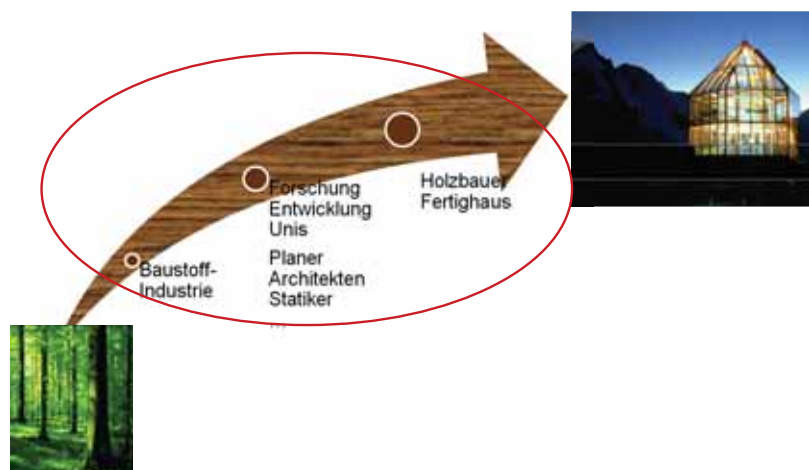 Baustoff-
Industrie
Forschung
Entwicklung
Unis
Planer
Architekten
Statiker
...
Holzbauer
Fertighaus